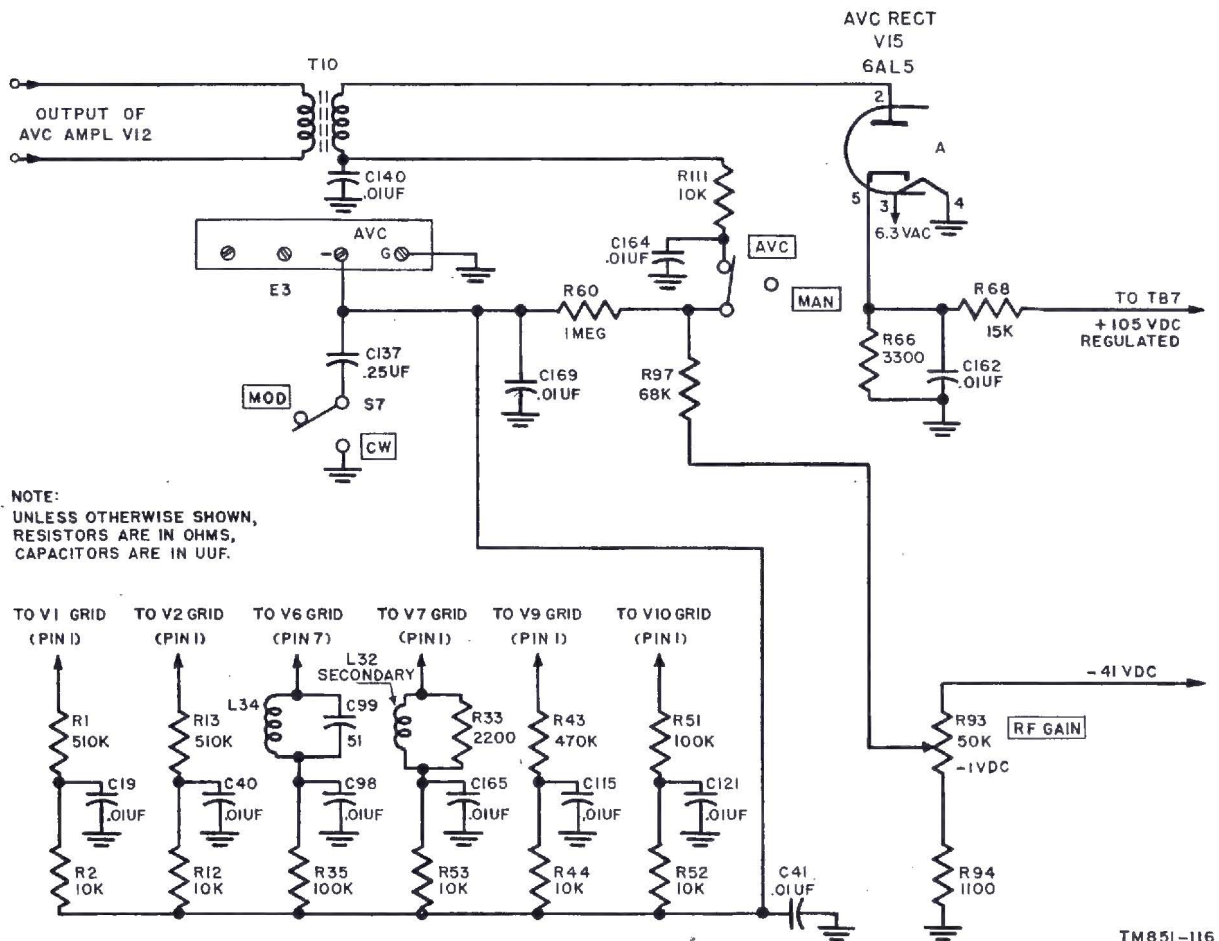 AVC RECT
V15
6AL5
T10
2
OUTPUT OF
AVC AMPL V12
A
C140
.01UF
R111
10K
5
3
4
6.3 VAC
AVC
- G
E3
C164
.01UF
AVC
MAN
R60
1MEG
R68
15K
TO TB7
+105 VDC
REGULATED
C137
.25UF
C169
.01UF
R97
68K
R66
3300
C162
.01UF
MOD
S7
CW
NOTE:
UNLESS OTHERWISE SHOWN,
RESISTORS ARE IN OHMS,
CAPACITORS ARE IN UUF.
TO V1 GRID
(PIN 1)
TO V2 GRID
(PIN 1)
TO V6 GRID
(PIN 7)
TO V7 GRID
(PIN 1)
TO V9 GRID
(PIN 1)
TO V10 GRID
(PIN 1)
L32
SECONDARY
-41 VDC
R1
510K
R13
510K
L34
C99
51
R33
2200
R43
470K
R51
100K
R93
50K
RF GAIN
-1VDC
C19
.01UF
C40
.01UF
C98
.01UF
C165
.01UF
C115
.01UF
C121
.01UF
R2
10K
R12
10K
R35
100K
R53
10K
R44
10K
R52
10K
C41
.01UF
R94
1100
TM851-116